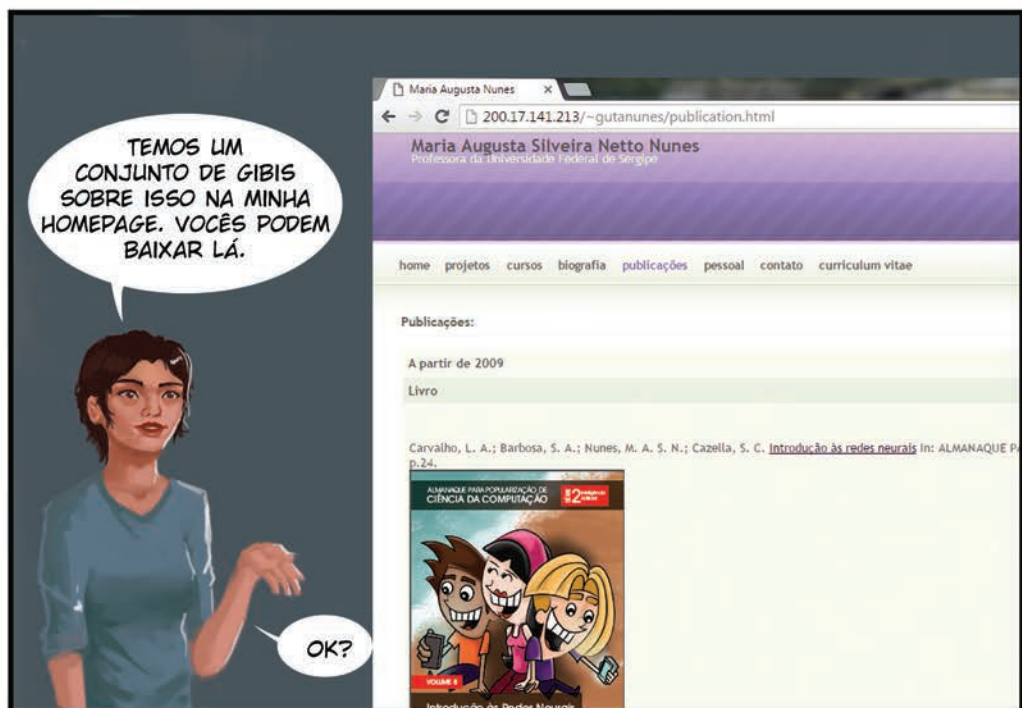 TEMOS UM
CONJUNTO DE GIBIS
SOBRE ISSO NA MINHA
HOMEPAGE. VOCÊS PODEM
BAIXAR LÁ.
OK?
Maria Augusta Nunes
200.17.141.213/~gutanunes/publication.html
Maria Augusta Silveira Netto Nunes
Professora da Universidade Federal de Sergipe
home projetos cursos biografia publicações pessoal contato curriculum vitae
Publicações:
A partir de 2009
Livro
Carvalho, L. A.; Barbosa, S. A.; Nunes, M. A. S. N.; Cazella, S. C. Introdução às redes neurais In: ALMANAQUE
p.24.
ALMANAQUE PARA POPULARIZAÇÃO DE
CIÊNCIA DA COMPUTAÇÃO
2
VOLUME 8
Introdução às Redes Neurais